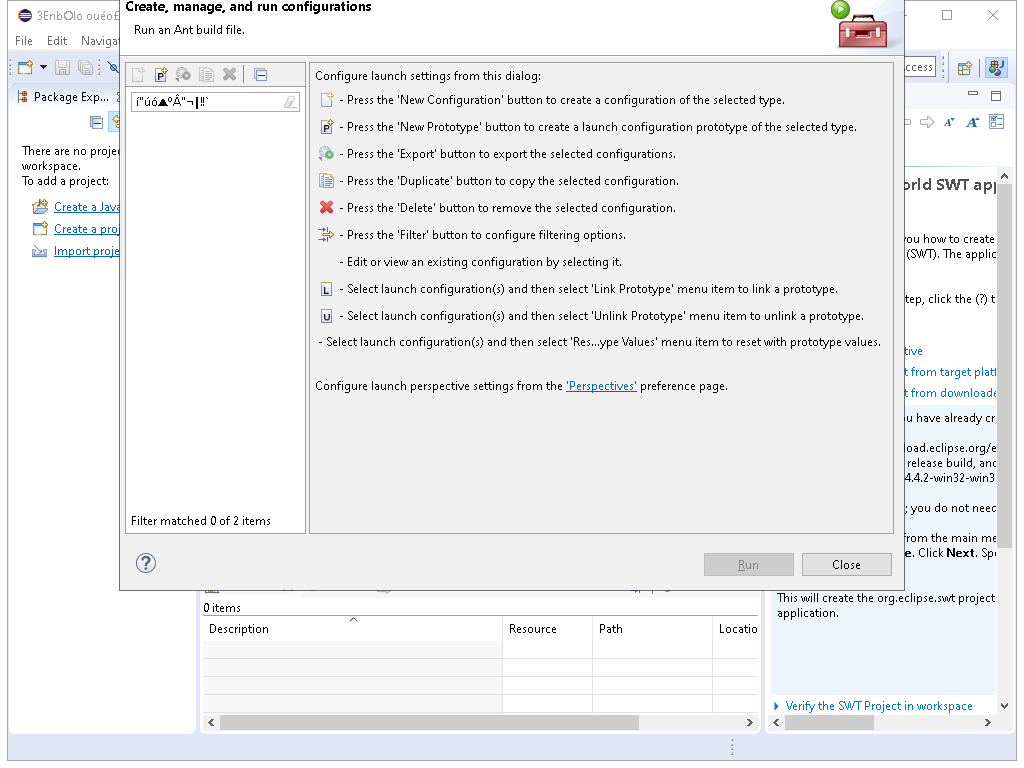 3EnbOlo
Create, manage, and run configurations
Run an Ant build file.
File Edit
ccess
Package Exp...
There are no
workspace.
To add a project:
Create a Java
Create a
Import
Filter matched 0 of 2 items
Configure launch settings from this dialog:
- Press the 'New Configuration' button to create a configuration of the selected type.
- Press the 'New Prototype' button to create a launch configuration prototype of the selected type.
- Press the 'Export' button to export the selected configurations.
- Press the 'Duplicate' button to copy the selected configuration.
- Press the 'Delete' button to remove the selected configuration.
- Press the 'Filter' button to configure filtering options.
- Edit or view an existing configuration by selecting it.
L - Select launch configuration(s) and then select 'Link Prototype' menu item to link a prototype.
U - Select launch configuration(s) and then select 'Unlink Prototype' menu item to unlink a prototype.
- Select launch configuration(s) and then select 'Res...ype Values' menu item to reset with prototype values.
Configure launch perspective settings from the 'Perspectives' preference page.
Run
Close
orld SWT app
you how to create
(SWT). The applic
tep, click the (?) t
tive
t from target platf
t from downloade
ou have already cr
load.eclipse.org/e
release build, and
4.4.2-win32-win3
; you do not need
from the main me
e. Click Next. Spe
This will create the org.eclipse.swt project
application.
Verify the SWT Project in workspace
0 items
Description Resource Path Locatio